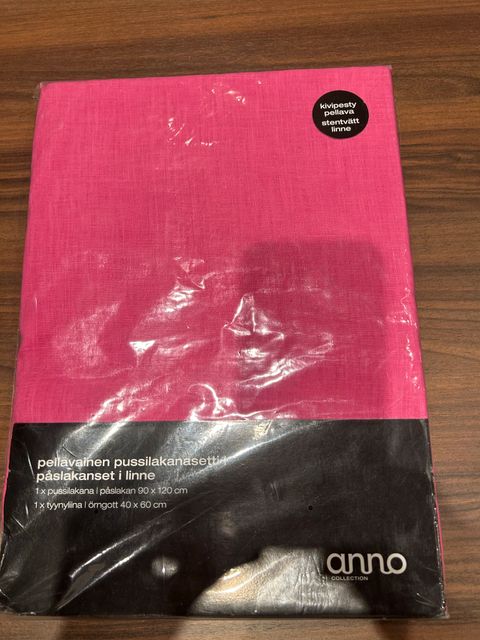 kivipesty
pellava
stentvätt
linne
pellavainen pussilakanasetti
påslakanset i linne
1 x pussilakana | påslakan 90 x 120 cm
1 x tyynyliina | örngott 40 x 60 cm
anno
COLLECTION